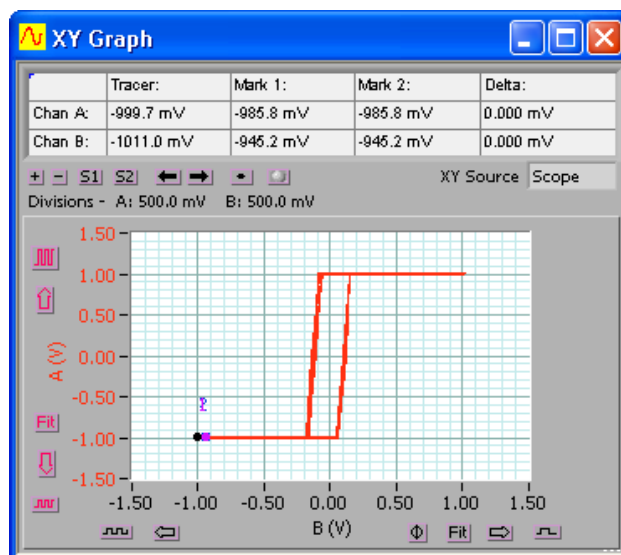 XY Graph
Tracer: Mark 1: Mark 2: Delta:
Chan A: -999.7 mV -985.8 mV -985.8 mV 0.000 mV
Chan B: -1011.0 mV -945.2 mV -945.2 mV 0.000 mV
+ - S1 S2 XY Source Scope
Divisions - A: 500.0 mV B: 500.0 mV
1.50
1.00
0.50
0.00
-0.50
-1.00
-1.50
A (V)
Fit
2
-1.50 -1.00 -0.50 0.00 0.50 1.00 1.50
B (V)
Φ Fit